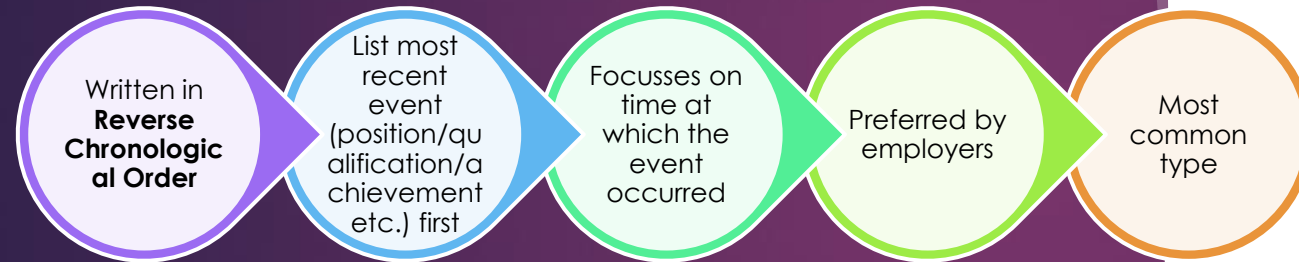 Written in
Reverse
Chronologic
al Order
List most
recent
event
(position/qu
alification/a
chievement
etc.) first
Focusses on
time at
which the
event
occurred
Preferred by
employers
Most
common
type